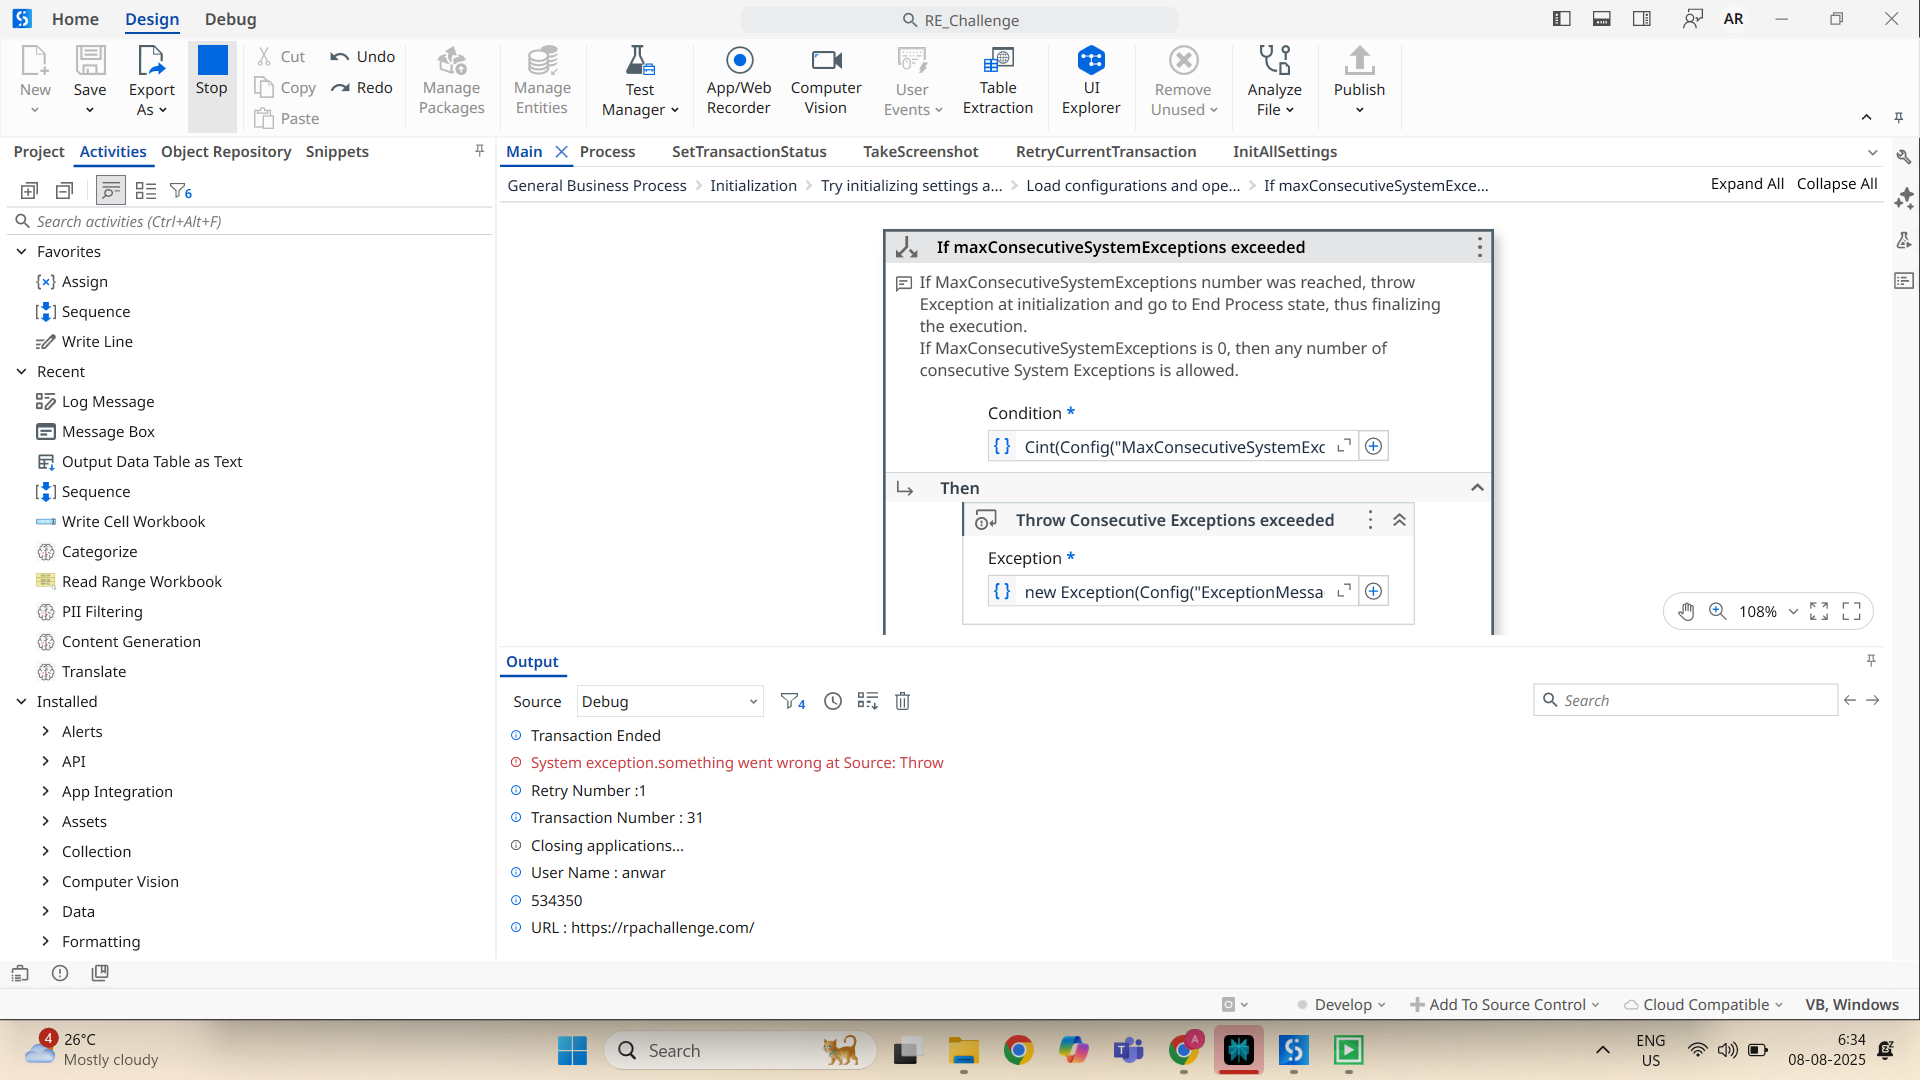 Home
Design
Debug
RE_Challenge
AR
New
Save
Export As
Stop
Cut
Copy
Paste
Undo
Redo
Manage Packages
Manage Entities
Test Manager
App/Web Recorder
Computer Vision
User Events
Table Extraction
UI Explorer
Remove Unused
Analyze File
Publish
Project
Activities
Object Repository
Snippets
6
Search activities (Ctrl+Alt+F)
Favorites
Assign
Sequence
Write Line
Recent
Log Message
Message Box
Output Data Table as Text
Sequence
Write Cell Workbook
Categorize
Read Range Workbook
PII Filtering
Content Generation
Translate
Installed
Alerts
API
App Integration
Assets
Collection
Computer Vision
Data
Formatting
Main
Process
SetTransactionStatus
TakeScreenshot
RetryCurrentTransaction
InitAllSettings
General Business Process > Initialization > Try initializing settings a... > Load configurations and ope... > If maxConsecutiveSystemExce...
Expand All
Collapse All
If maxConsecutiveSystemExceptions exceeded
If MaxConsecutiveSystemExceptions number was reached, throw
Exception at initialization and go to End Process state, thus finalizing
the execution.
If MaxConsecutiveSystemExceptions is 0, then any number of
consecutive System Exceptions is allowed.
Condition *
Cint(Config("MaxConsecutiveSystemExc
Then
Throw Consecutive Exceptions exceeded
Exception *
new Exception(Config("ExceptionMessa
108%
Output
Source
Debug
4
Search
Transaction Ended
System exception.something went wrong at Source: Throw
Retry Number :1
Transaction Number : 31
Closing applications...
User Name : anwar
534350
URL : https://rpachallenge.com/
Develop
Add To Source Control
Cloud Compatible
VB, Windows
4
26°C
Mostly cloudy
Search
A
ENG
US
6:34
08-08-2025